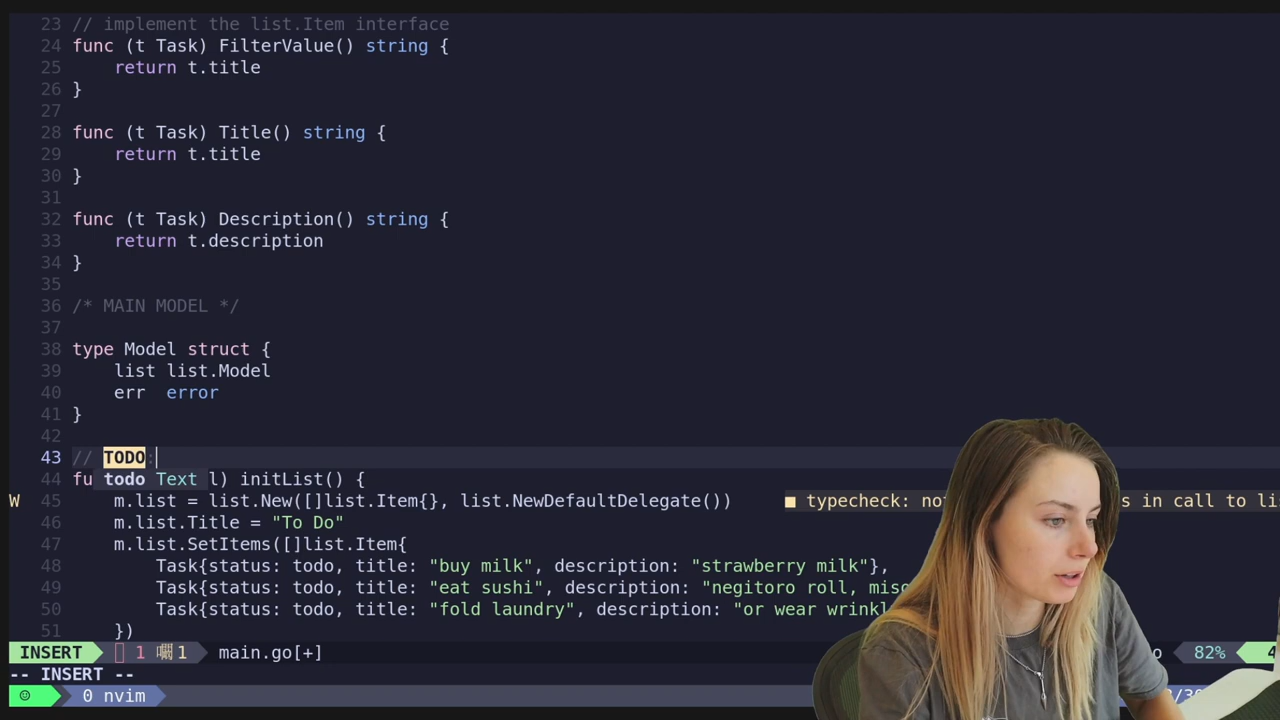 23 // implement the list.Item interface
24 func (t Task) FilterValue() string {
25 return t.title
26 }
27
28 func (t Task) Title() string {
29 return t.title
30 }
31
32 func (t Task) Description() string {
33 return t.description
34 }
35
36 /* MAIN MODEL */
37
38 type Model struct {
39 list list.Model
40 err error
41 }
42
43 // TODO:
44 fu todo Text l) initList() {
W 45 m.list = list.New([]list.Item{}, list.NewDefaultDelegate()) ■ typecheck: in call to
46 m.list.Title = "To Do"
47 m.list.SetItems([]list.Item{
48 Task{status: todo, title: "buy milk", description: "strawberry milk"},
49 Task{status: todo, title: "eat sushi", description: "negitoro roll,
50 Task{status: todo, title: "fold laundry", description: "or wear
51 })
INSERT 1 1 main.go[+] 82%
-- INSERT --
0 nvim